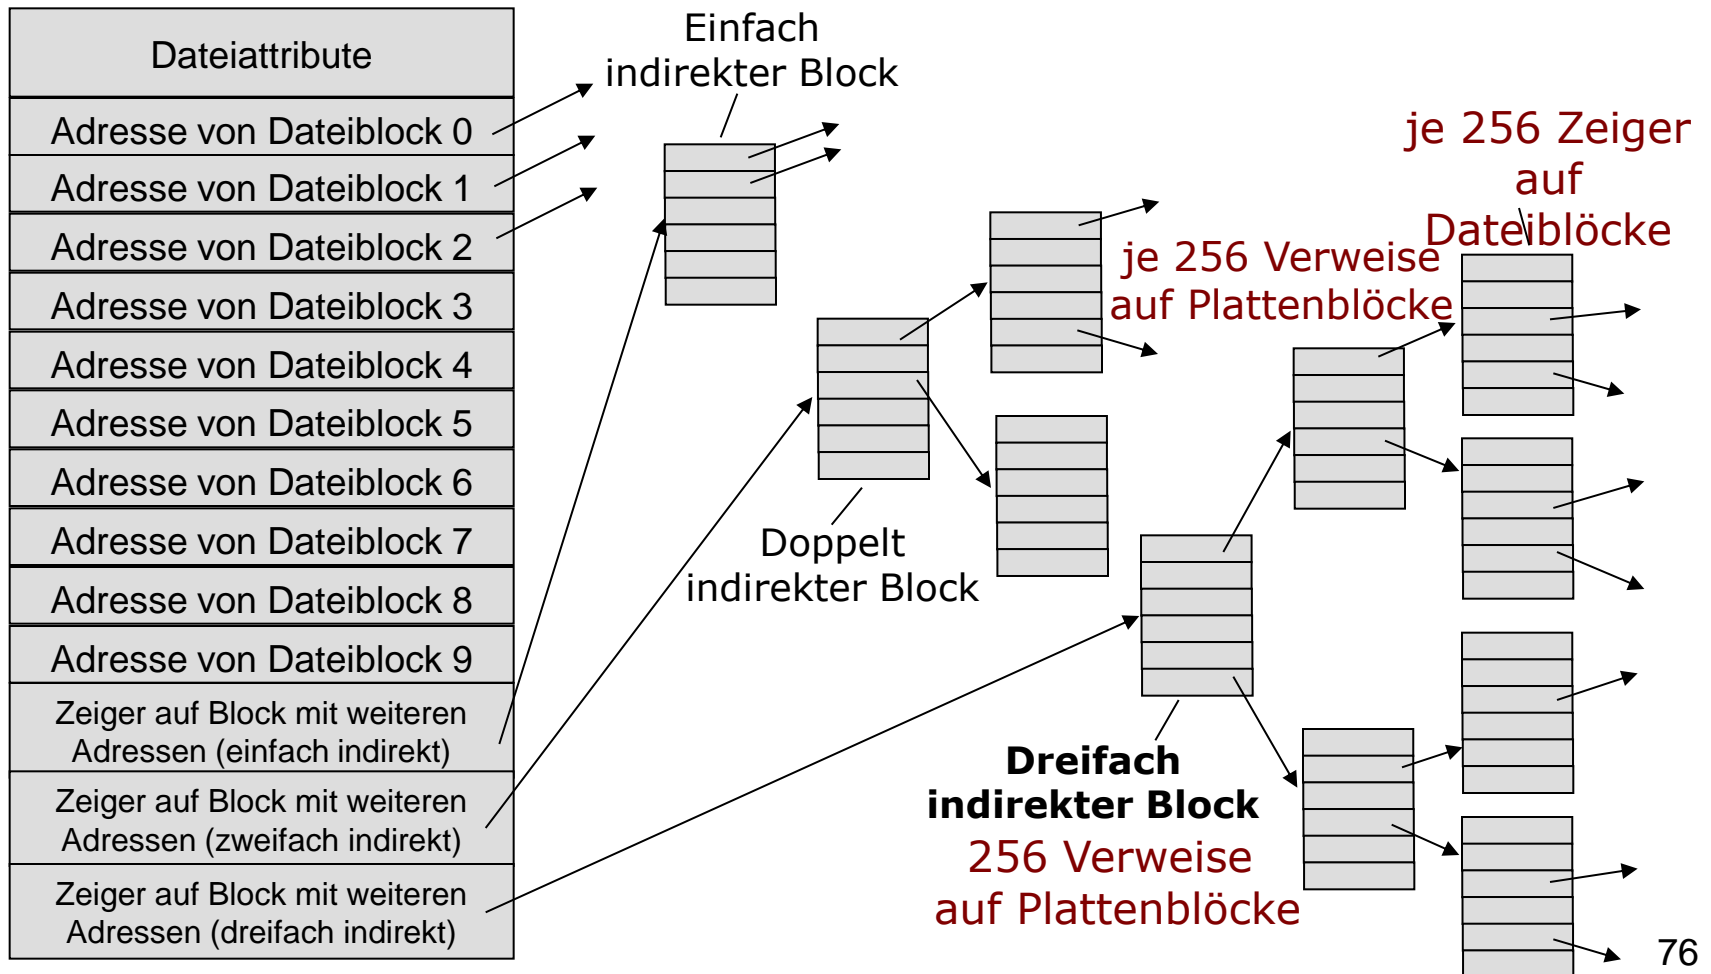 Dateiattribute
Adresse von Dateiblock 0
Adresse von Dateiblock 1
Adresse von Dateiblock 2
Adresse von Dateiblock 3
Adresse von Dateiblock 4
Adresse von Dateiblock 5
Adresse von Dateiblock 6
Adresse von Dateiblock 7
Adresse von Dateiblock 8
Adresse von Dateiblock 9
Zeiger auf Block mit weiteren
Adressen (einfach indirekt)
Zeiger auf Block mit weiteren
Adressen (zweifach indirekt)
Zeiger auf Block mit weiteren
Adressen (dreifach indirekt)
Einfach
indirekter Block
Doppelt
indirekter Block
je 256 Verweise
auf Plattenblöcke
je 256 Zeiger
auf
Dateiblöcke
Dreifach
indirekter Block
256 Verweise
auf Plattenblöcke
76